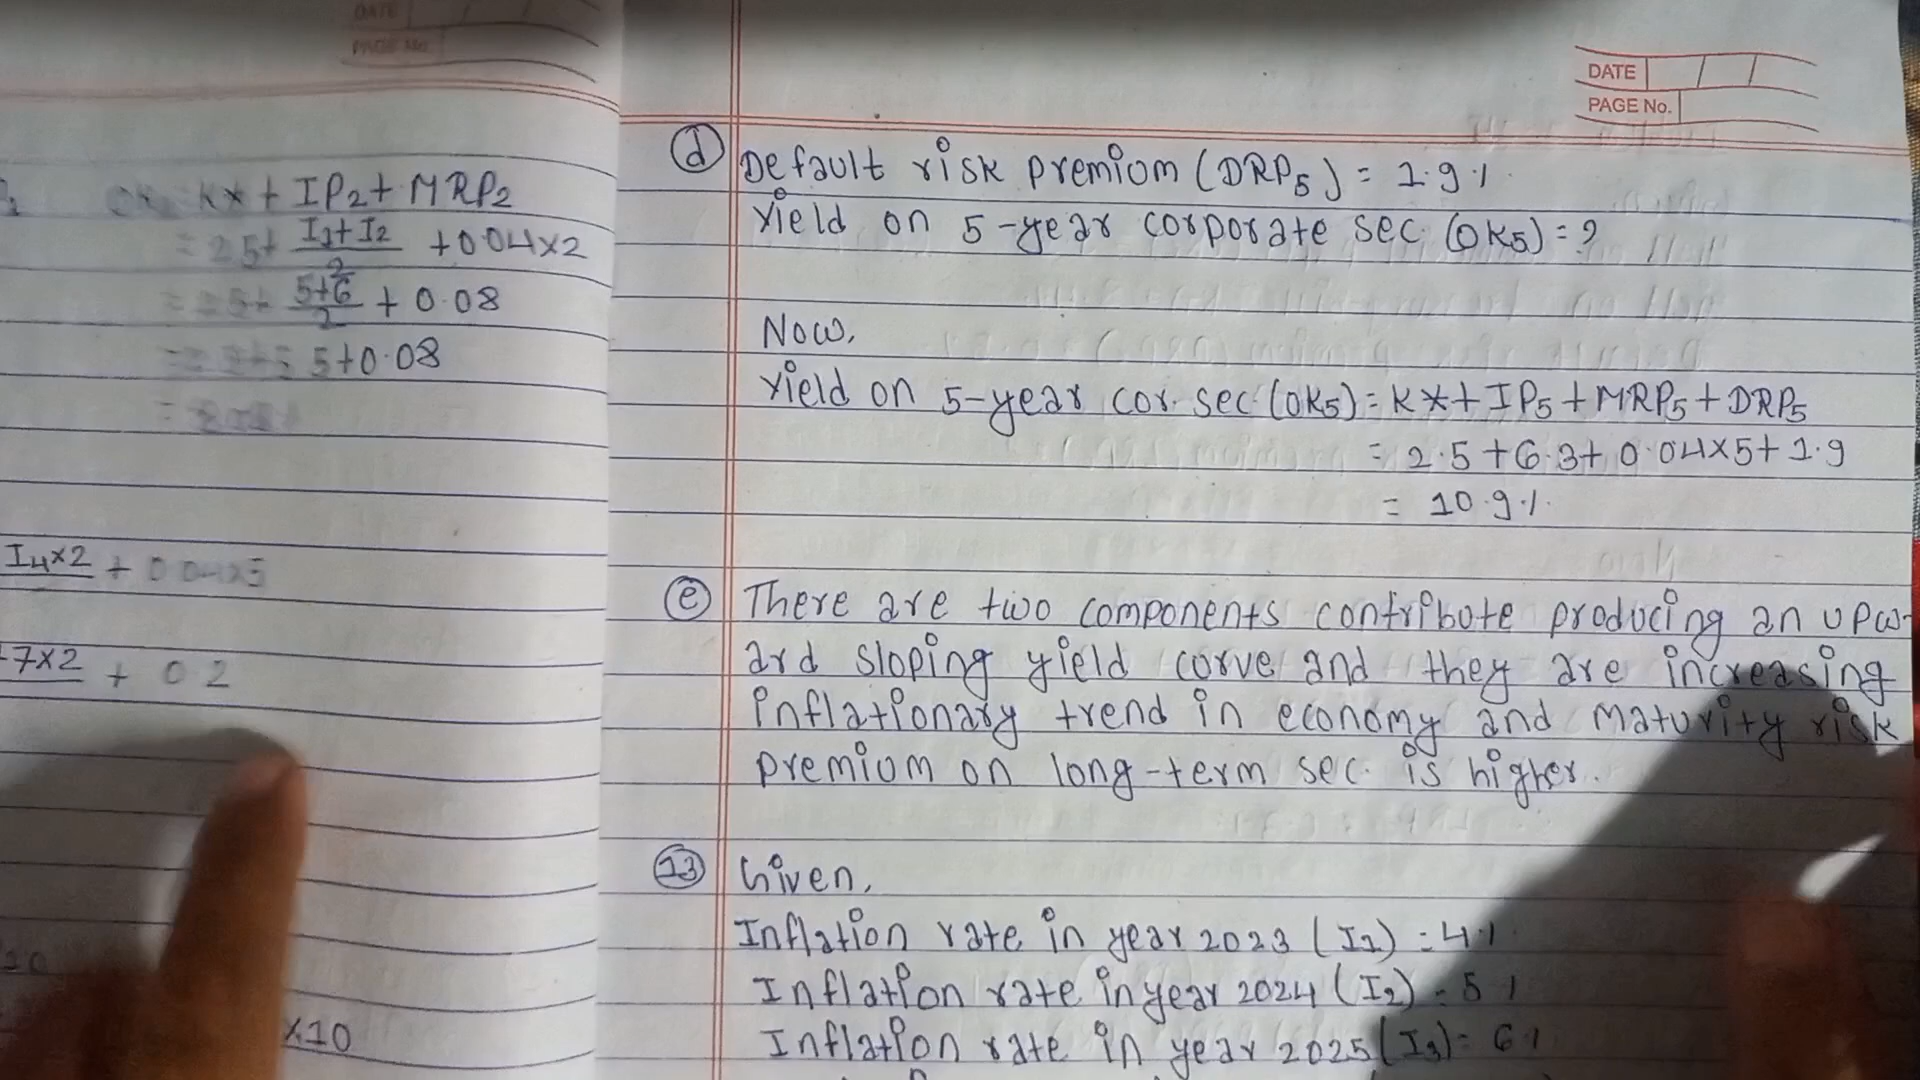 K* + IP2 + MRP2
= 2.5 + I1+I2 / 2 + 0.04×2
5+6 / 2 + 0.08
5+0.08
I4×2 +
7×2 + 0.2
×10
DATE
PAGE No.
(d) Default risk premiom (DRP5) = 1.9%
Yield on 5-year corporate sec. (OK5) = ?
Now,
Yield on 5-year cor. sec (OK5) = K* + IP5 + MRP5 + DRP5
= 2.5 + 6.3 + 0.04×5 + 1.9
= 10.9%
(e) There are two components contribute producing an upw-
ard sloping yield corve and they are increasing
inflationary trend in economy and maturity risk
premium on long-term sec. is higher.
(13) Given,
Inflation rate in year 2023 (I1) = 4%
Inflation rate in year 2024 (I2) = 5%
Inflation rate in year 2025 (I3) = 6%